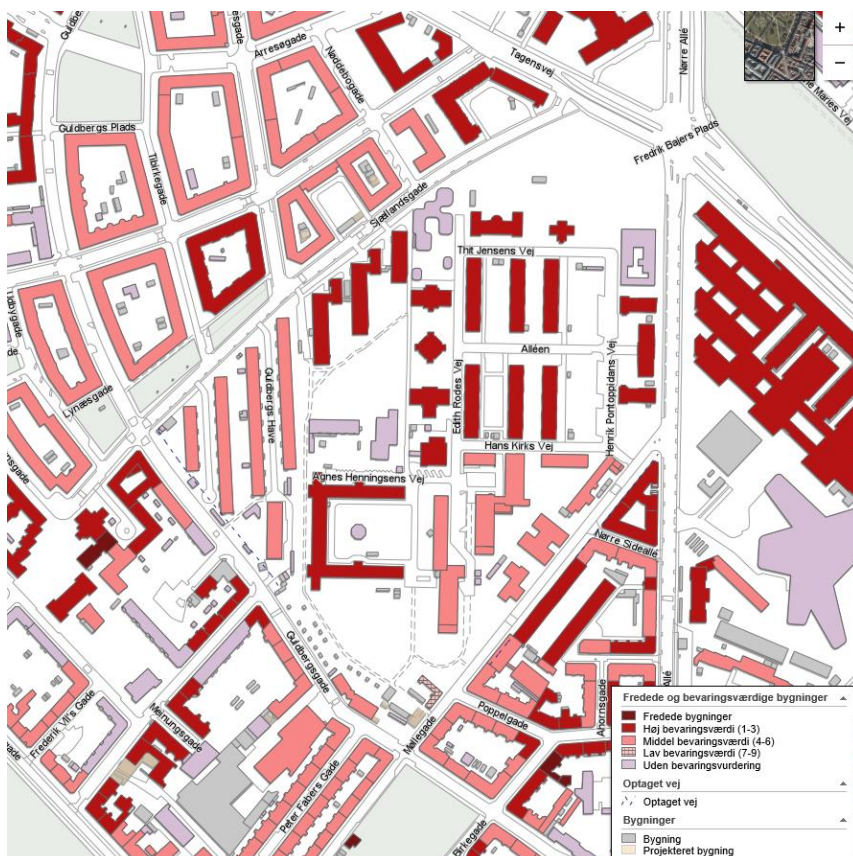 Guldbergs Plads
Arresøgade
Nøddebogade
Tagensvej
Nørre Allé
Fredrik Bajers Plads
Tibirkegade
Sjællandsgade
Thit Jensens Vej
Lynæsgade
Guldbergs Have
Alléen
Edith Rodes Vej
Henrik Pontoppidans Vej
Hans Kirks Vej
Agnes Henningsens Vej
Nørre Sideallé
Guldbergsgade
Frederik VII's Gade
Meinungsgade
Møllegade
Poppelgade
Ahornsgade
Allé
Peter Fabers Gade
Birkegade
+
−
Fredede og bevaringsværdige bygninger
Fredede bygninger
Høj bevaringsværdi (1-3)
Middel bevaringsværdi (4-6)
Lav bevaringsværdi (7-9)
Uden bevaringsvurdering
Optaget vej
Optaget vej
Bygninger
Bygning
Projekteret bygning